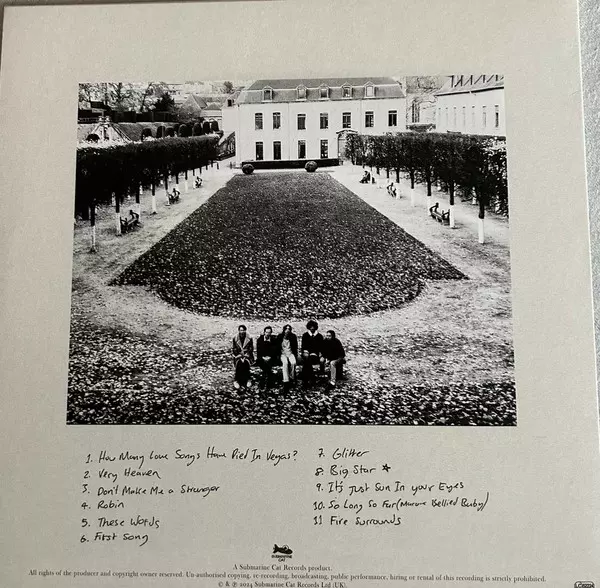 1. How Many Love Songs Have Died In Vegas?
2. Very Heaven
3. Don't Make Me a Stranger
4. Robin
5. These Words
6. First Song
7. Glitter
8. Big Star
9. It's Just Sun In Your Eyes
10. So Long So Far (Marcus Bellied Baby)
11 Fire Surrounds
SUBMARINE
CAT
A Submarine Cat Records product.
All rights of the producer and copyright owner reserved. Un-authorised copying, re-recording, broadcasting, public performance, hiring or rental of this recording is strictly prohibited.
© & ℗ 2024 Submarine Cat Records Ltd (UK).